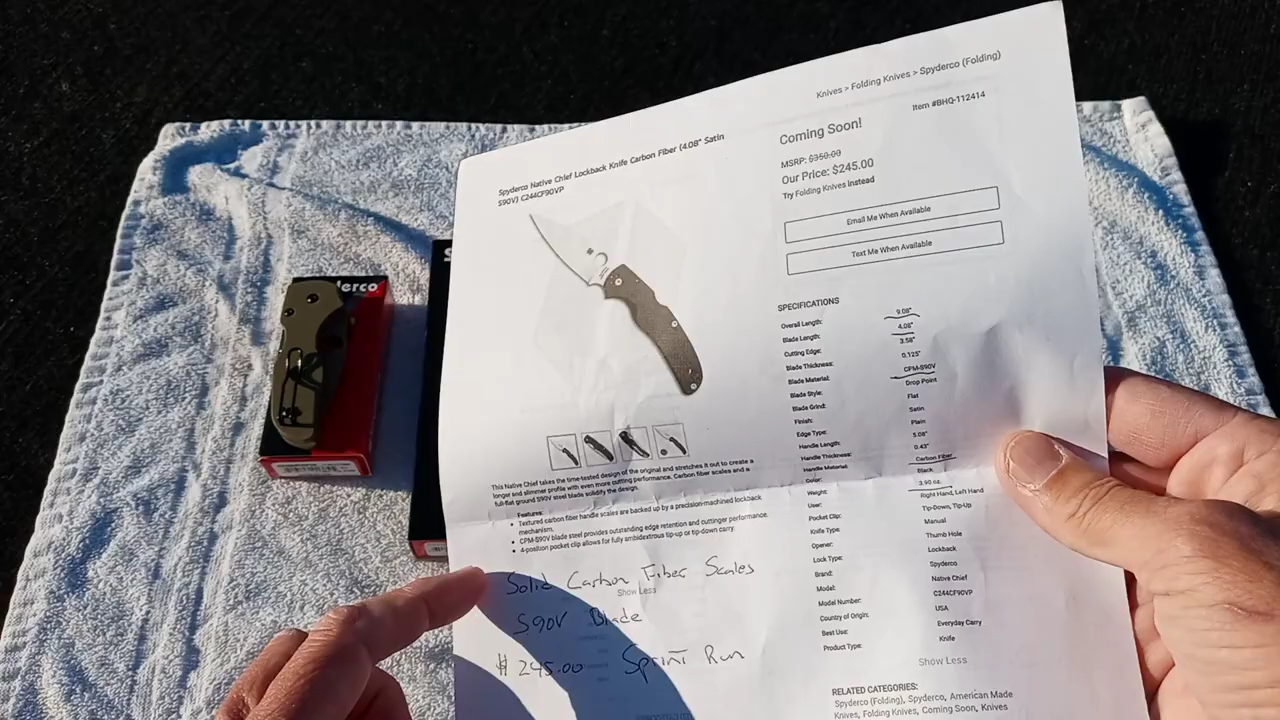 Knives > Folding Knives > Spyderco (Folding)
Item #BHQ-112414
Spyderco Native Chief Lockback Knife Carbon Fiber (4.08" Satin
S90V) C244CF90VP
Coming Soon!
MSRP: $350.00
Our Price: $245.00
Try Folding Knives instead
Email Me When Available
Text Me When Available
SPECIFICATIONS
Overall Length: 9.08"
Blade Length: 4.08"
Cutting Edge: 3.58"
Blade Thickness: 0.125"
Blade Material: CPM-S90V
Blade Style: Drop Point
Blade Grind: Flat
Finish: Satin
Edge Type: Plain
Handle Length: 5.08"
Handle Thickness: 0.43"
Handle Material: Carbon Fiber
Color: Black
Weight: 3.90 oz.
User: Right Hand, Left Hand
Pocket Clip: Tip-Down, Tip-Up
Knife Type: Manual
Opener: Thumb Hole
Lock Type: Lockback
Brand: Spyderco
Model: Native Chief
Model Number: C244CF90VP
Country of Origin: USA
Best Use: Everyday Carry
Product Type: Knife
Show Less
RELATED CATEGORIES:
Spyderco (Folding), Spyderco, American Made
Knives, Folding Knives, Coming Soon, Knives
This Native Chief takes the time-tested design of the original and stretches it out to create a
longer and slimmer profile with even more cutting performance. Carbon fiber scales and a
full-flat ground S90V steel blade solidify the design.
Features:
• Textured carbon fiber handle scales are backed up by a precision-machined lockback
mechanism.
• CPM-S90V blade steel provides outstanding edge retention and cuttinger performance.
• 4-position pocket clip allows for fully ambidextrous tip-up or tip-down carry.
Solid Carbon Fiber Scales
Show Less
S90V Blade
$245.00 Sprint Run
derco
S